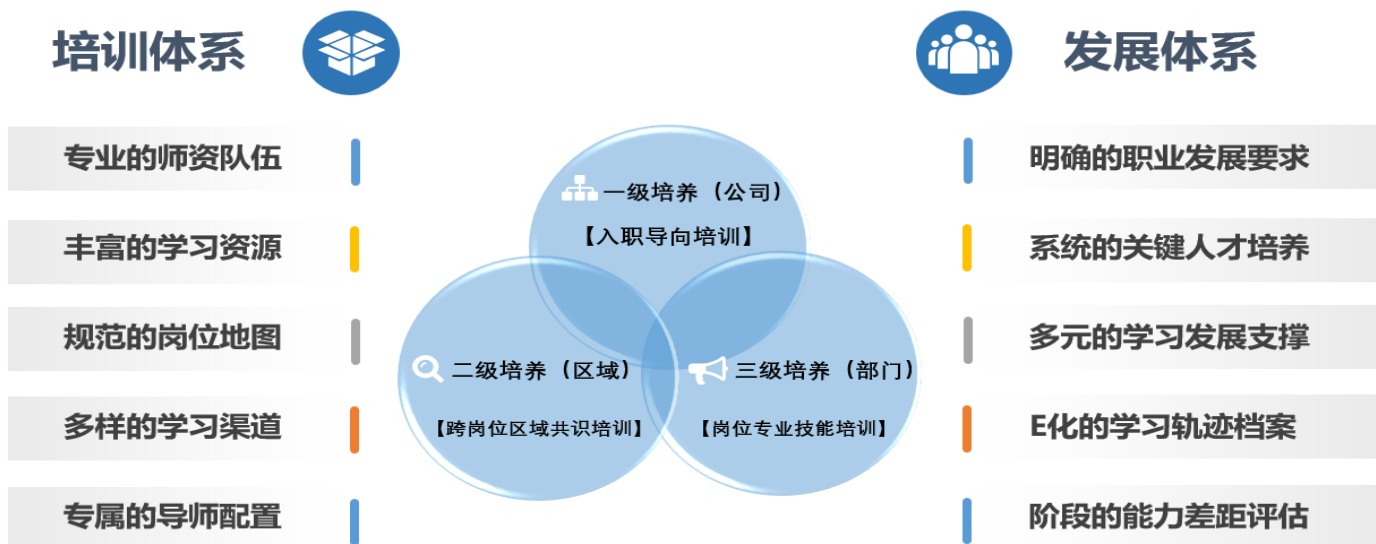 培训体系
发展体系
专业的师资队伍
丰富的学习资源
规范的岗位地图
多样的学习渠道
专属的导师配置
一级培养（公司）
【入职导向培训】
二级培养（区域）
【跨岗位区域共识培训】
三级培养（部门）
【岗位专业技能培训】
明确的职业发展要求
系统的关键人才培养
多元的学习发展支撑
E化的学习轨迹档案
阶段的能力差距评估